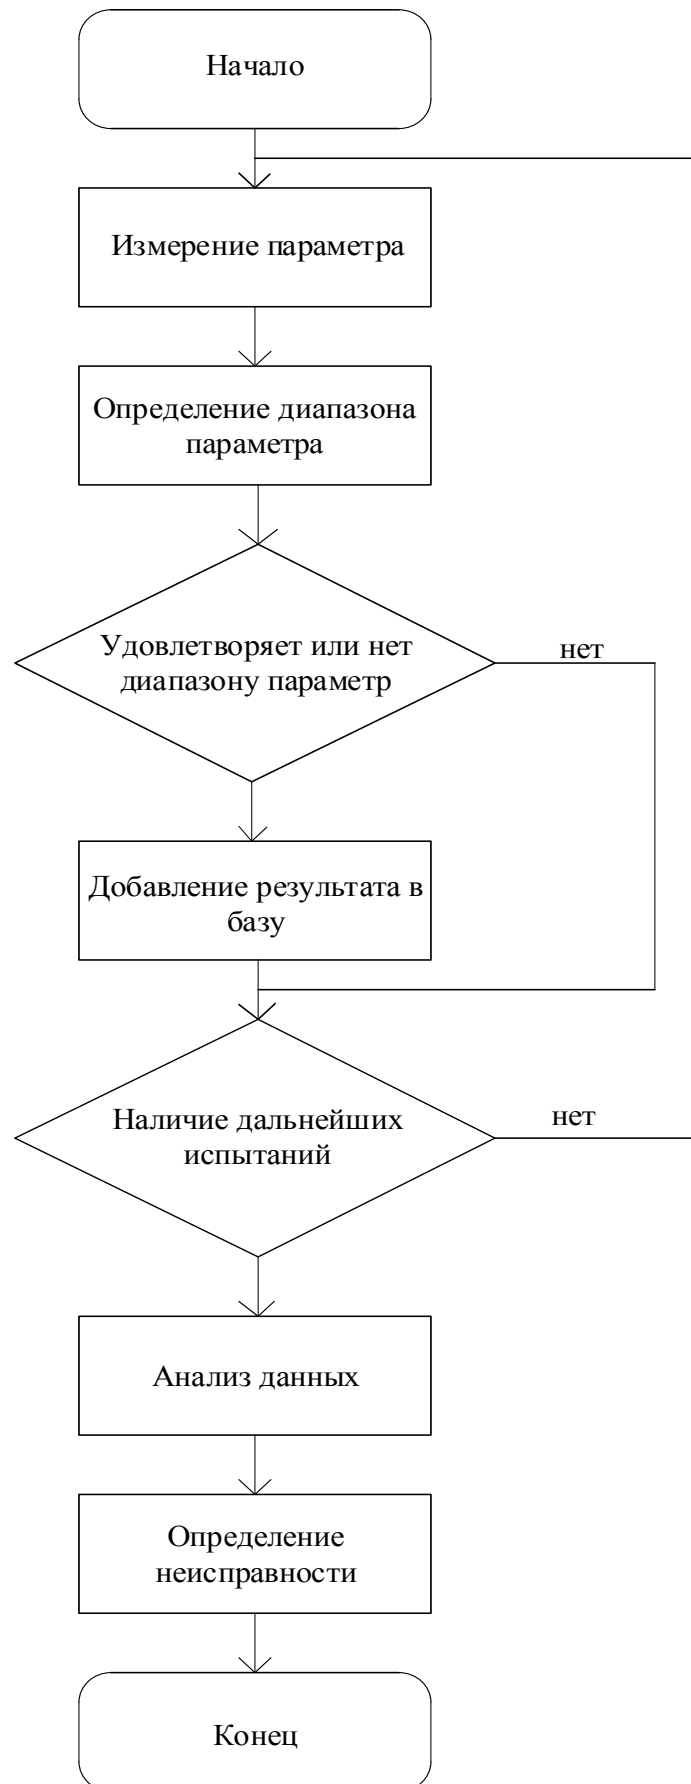 Начало
Измерение параметра
Определение диапазона
параметра
Удовлетворяет или нет
диапазону параметр
нет
Добавление результата в
базу
Наличие дальнейших
испытаний
нет
Анализ данных
Определение
неисправности
Конец